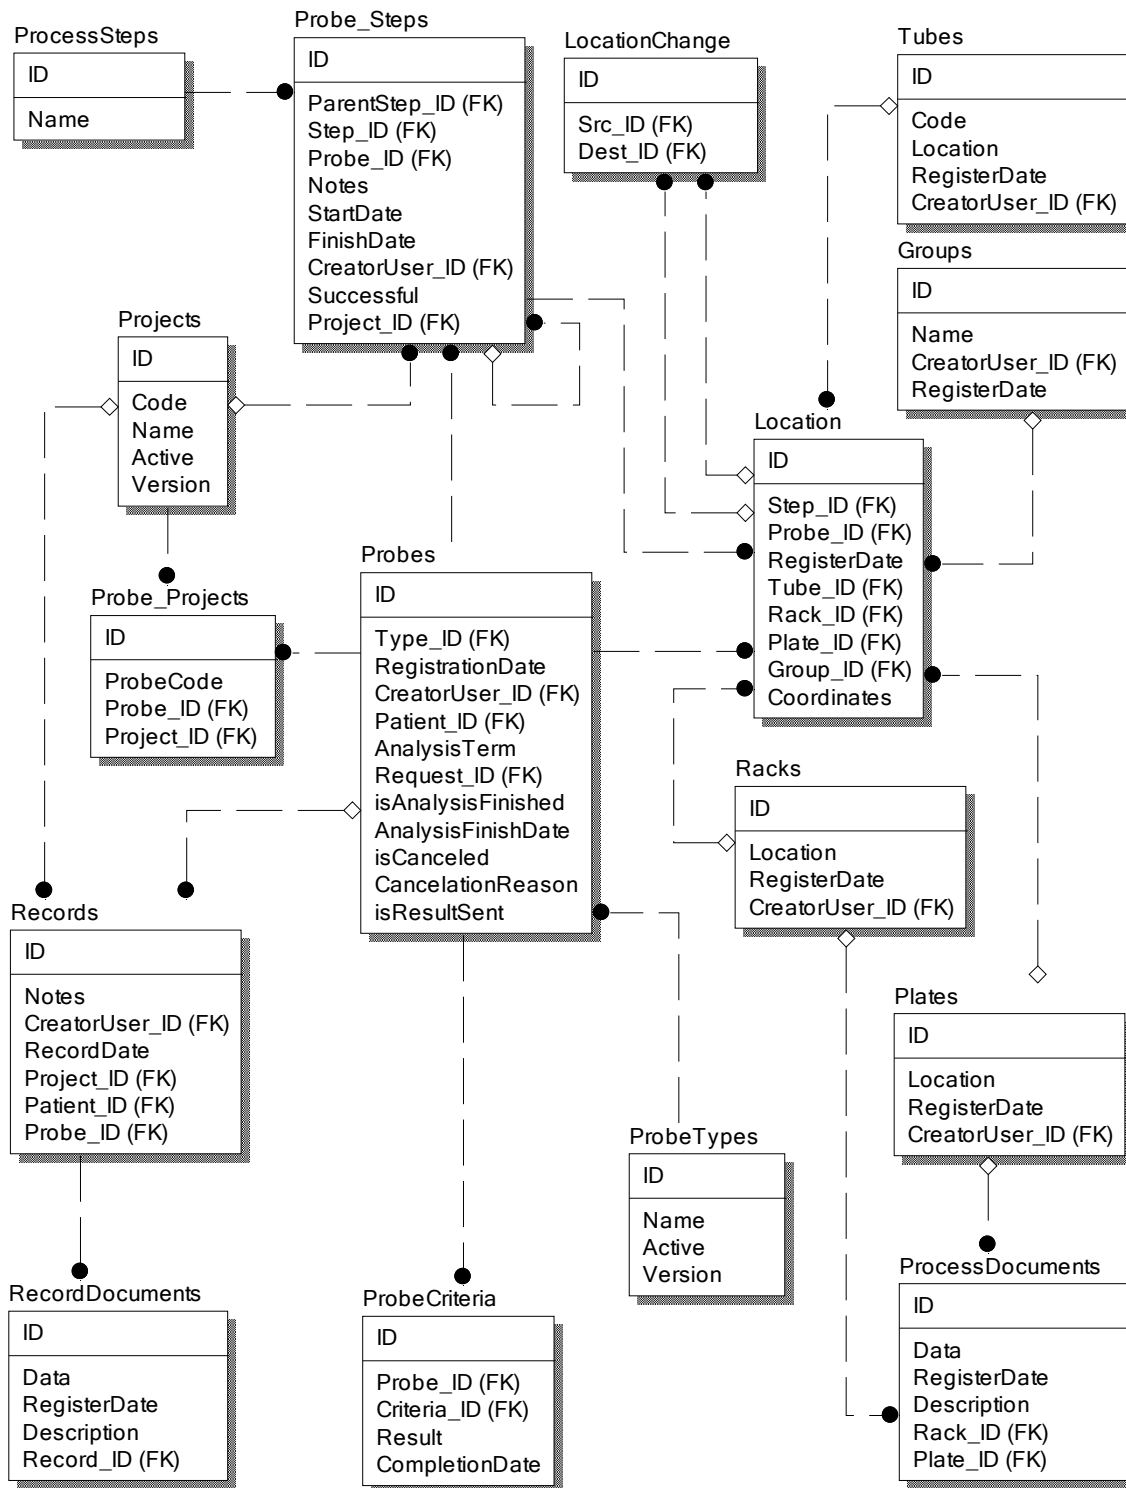 ProcessSteps
ID
Name
Probe_Steps
ID
ParentStep_ID (FK)
Step_ID (FK)
Probe_ID (FK)
Notes
StartDate
FinishDate
CreatorUser_ID (FK)
Successful
Project_ID (FK)
LocationChange
ID
Src_ID (FK)
Dest_ID (FK)
Tubes
ID
Code
Location
RegisterDate
CreatorUser_ID (FK)
Groups
ID
Name
CreatorUser_ID (FK)
RegisterDate
Projects
ID
Code
Name
Active
Version
Location
ID
Step_ID (FK)
Probe_ID (FK)
RegisterDate
Tube_ID (FK)
Rack_ID (FK)
Plate_ID (FK)
Group_ID (FK)
Coordinates
Probes
ID
Type_ID (FK)
RegistrationDate
CreatorUser_ID (FK)
Patient_ID (FK)
AnalysisTerm
Request_ID (FK)
isAnalysisFinished
AnalysisFinishDate
isCanceled
CancelationReason
isResultSent
Probe_Projects
ID
ProbeCode
Probe_ID (FK)
Project_ID (FK)
Racks
ID
Location
RegisterDate
CreatorUser_ID (FK)
Records
ID
Notes
CreatorUser_ID (FK)
RecordDate
Project_ID (FK)
Patient_ID (FK)
Probe_ID (FK)
Plates
ID
Location
RegisterDate
CreatorUser_ID (FK)
ProbeTypes
ID
Name
Active
Version
RecordDocuments
ID
Data
RegisterDate
Description
Record_ID (FK)
ProbeCriteria
ID
Probe_ID (FK)
Criteria_ID (FK)
Result
CompletionDate
ProcessDocuments
ID
Data
RegisterDate
Description
Rack_ID (FK)
Plate_ID (FK)